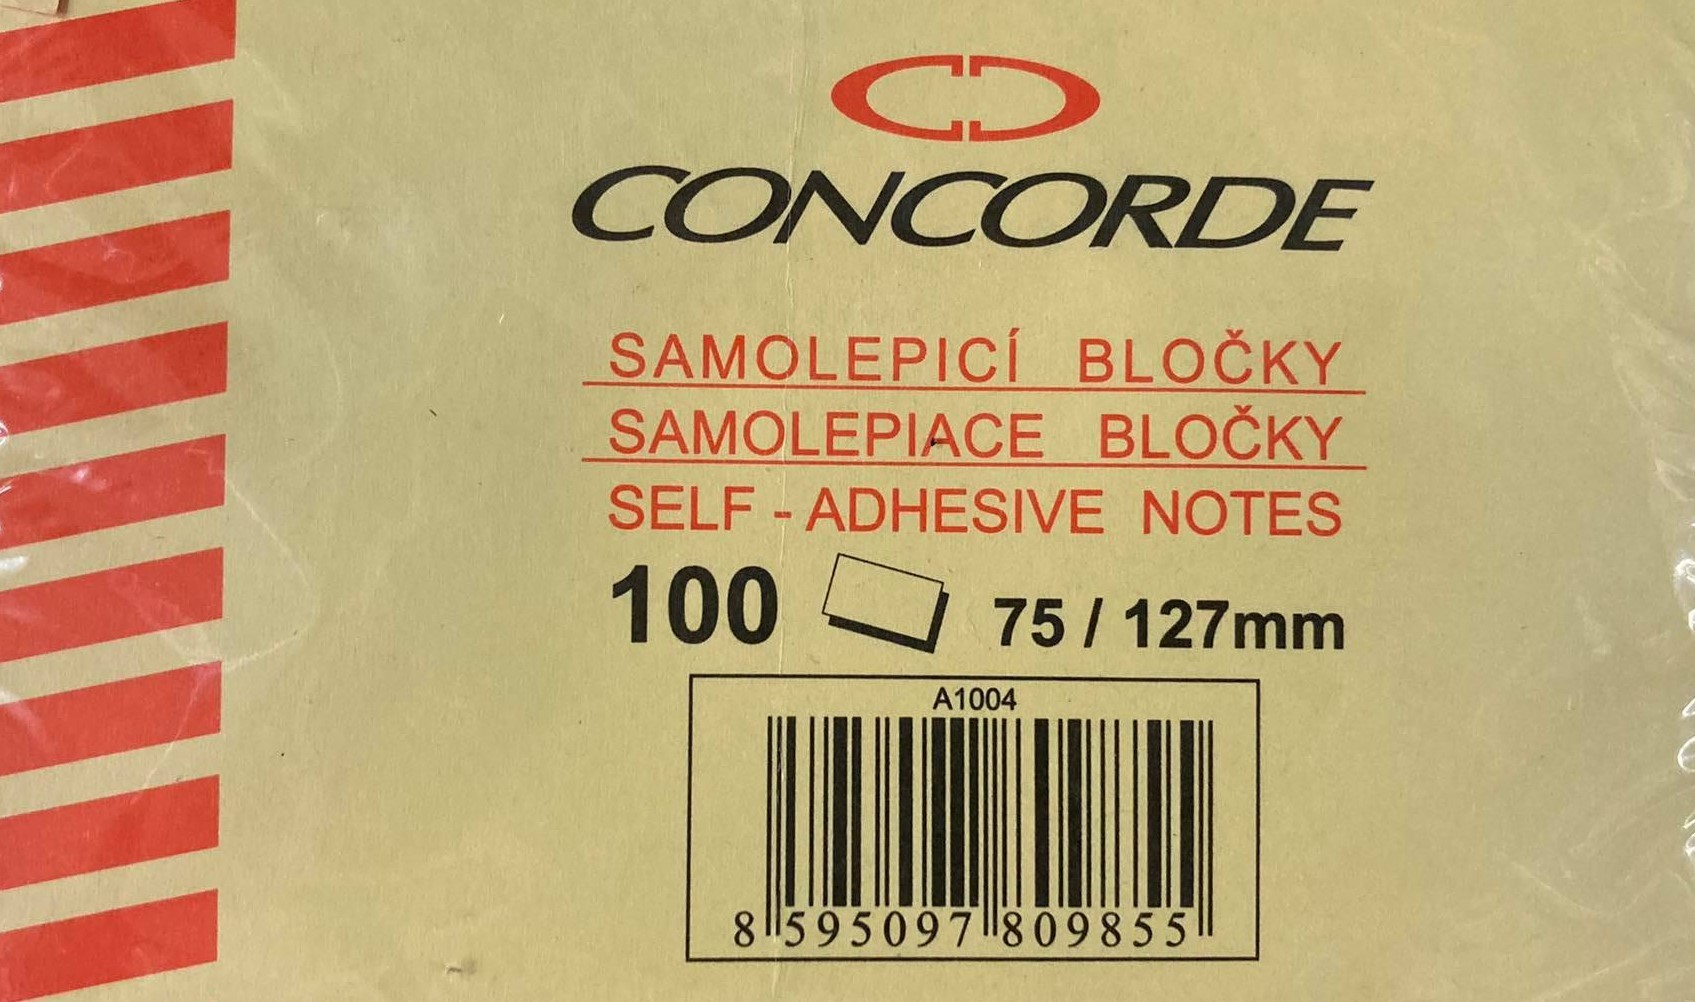 CONCORDE
SAMOLEPICÍ BLOČKY
SAMOLEPIACE BLOČKY
SELF - ADHESIVE NOTES
100 75 / 127mm
A1004
8 595097 809855